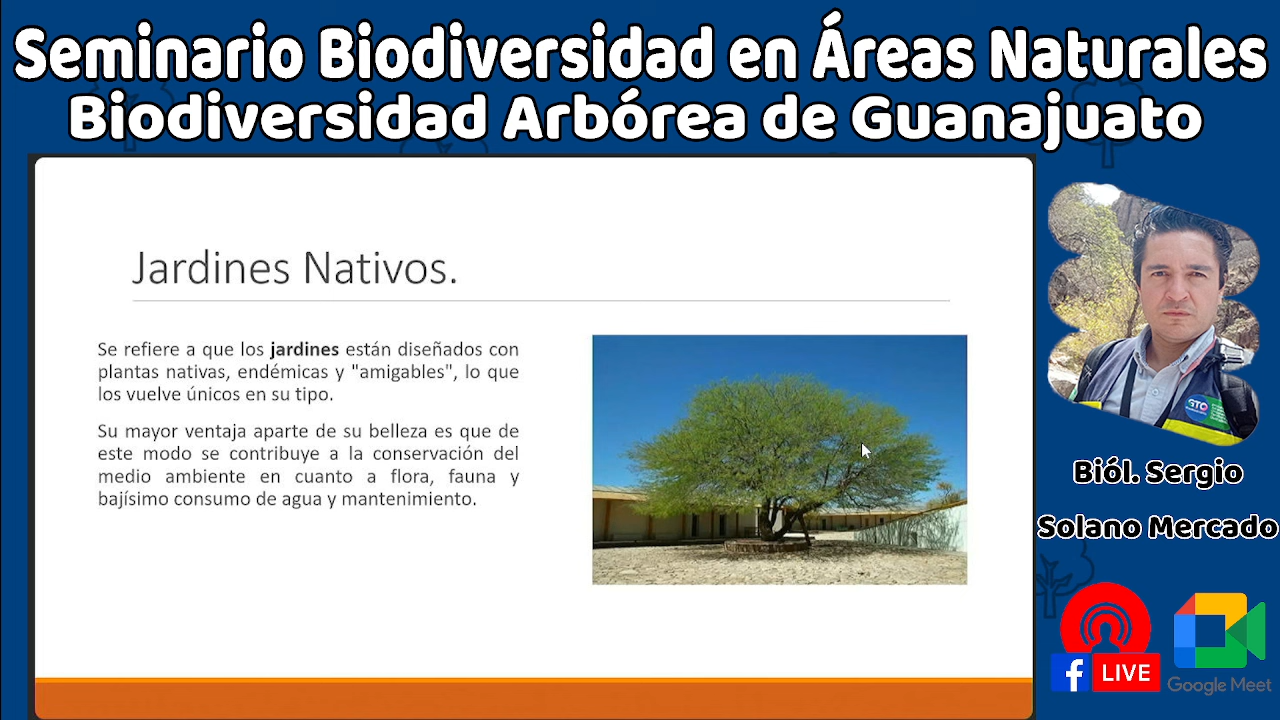 Seminario Biodiversidad en Áreas Naturales
Biodiversidad Arbórea de Guanajuato
Jardines Nativos.
Se refiere a que los jardines están diseñados con
plantas nativas, endémicas y "amigables", lo que
los vuelve únicos en su tipo.
Su mayor ventaja aparte de su belleza es que de
este modo se contribuye a la conservación del
medio ambiente en cuanto a flora, fauna y
bajísimo consumo de agua y mantenimiento.
GTO
Biól. Sergio
Solano Mercado
f LIVE
Google Meet